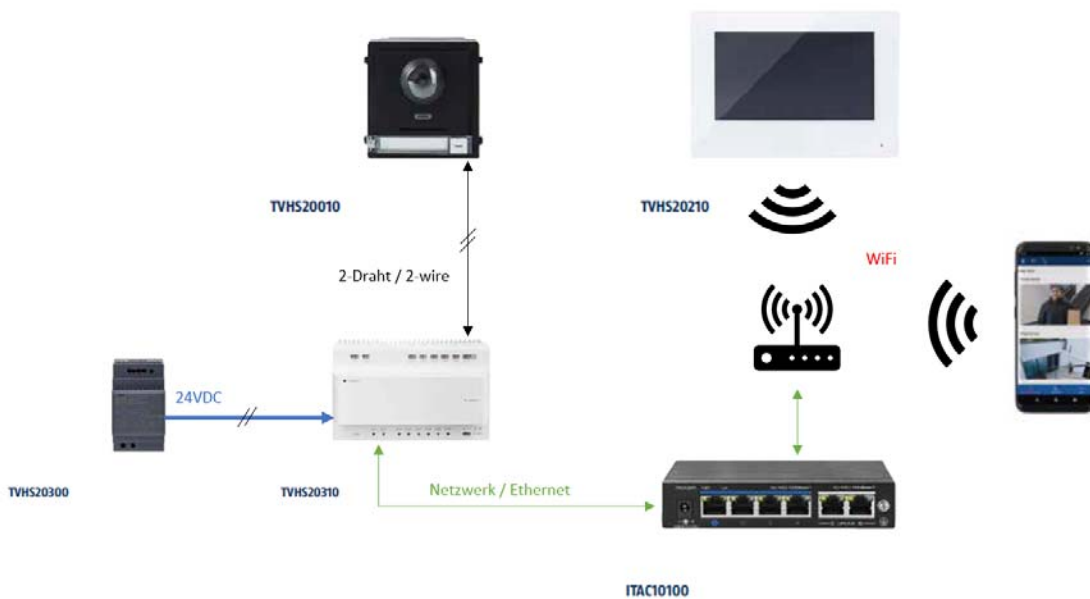 TVHS20010
TVHS20210
WiFi
2-Draht / 2-wire
24VDC
TVHS20300
TVHS20310
Netzwerk / Ethernet
ITAC10100